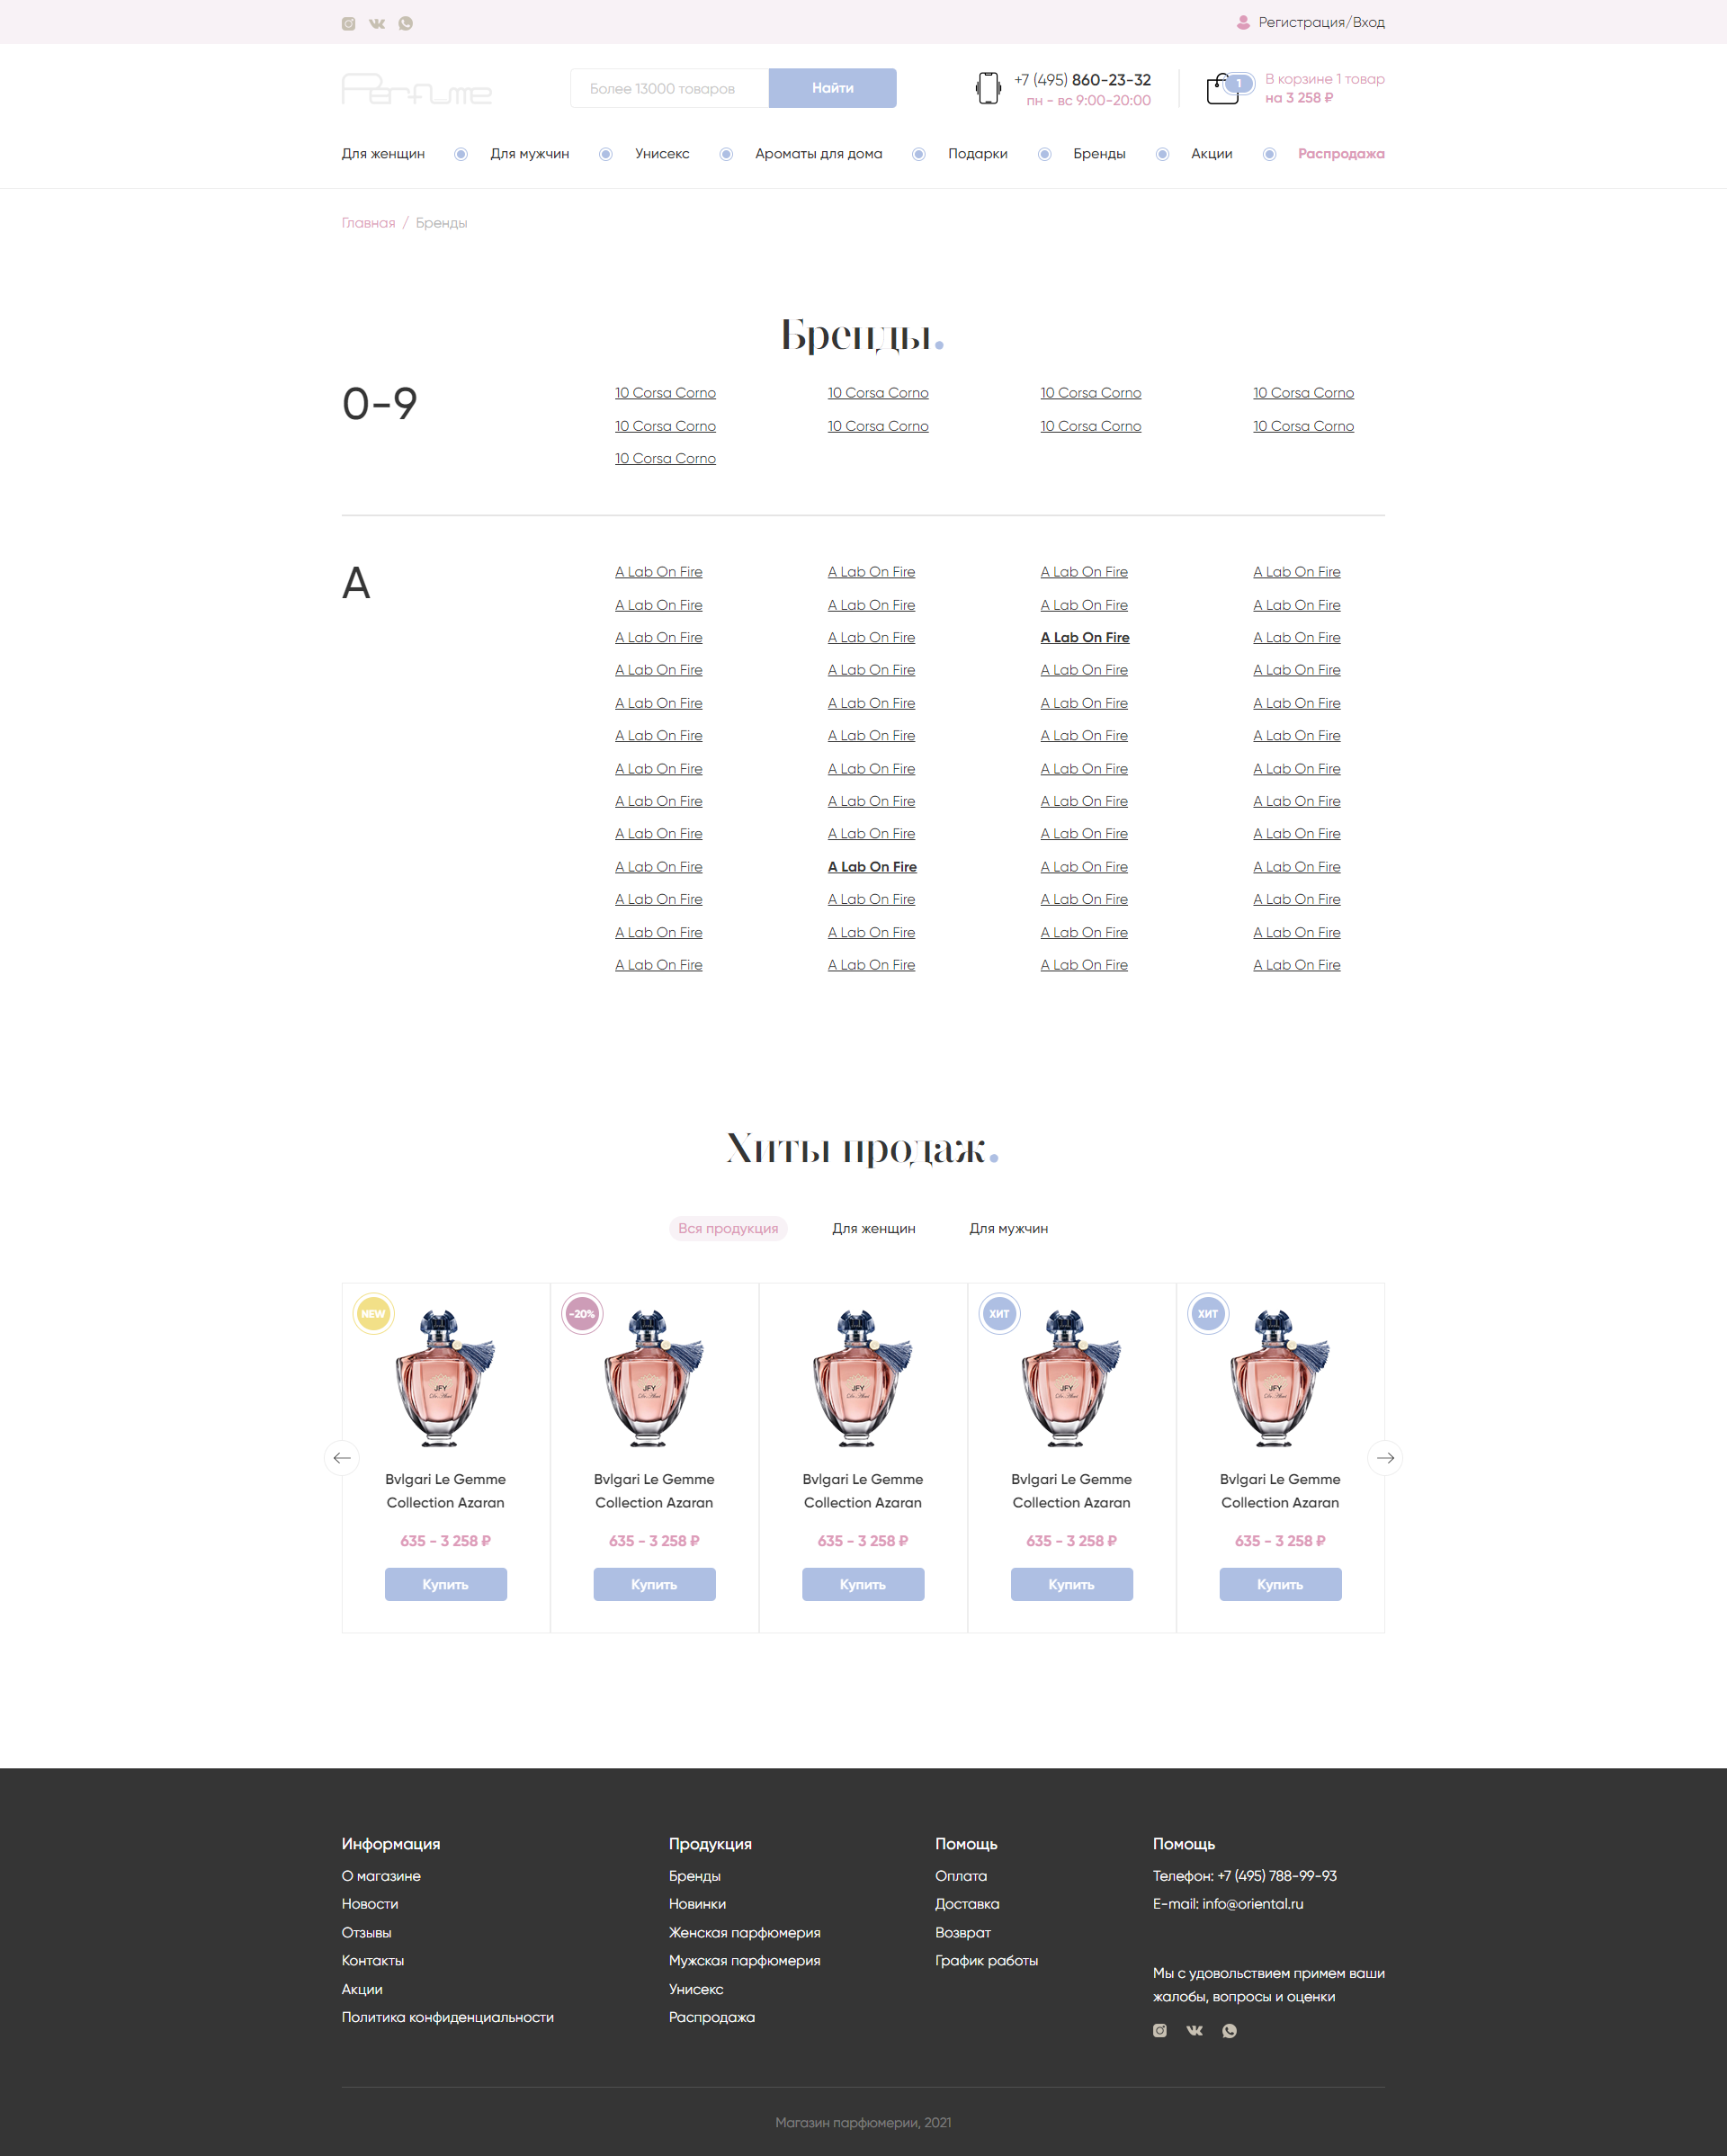 Регистрация/Вход
Perfume
Более 13000 товаров
Найти
+7 (495) 860-23-32
пн - вс 9:00-20:00
1
В корзине 1 товар
на 3 258 ₽
Для женщин Для мужчин Унисекс Ароматы для дома Подарки Бренды Акции Распродажа
Главная / Бренды
Бренды.
0-9
10 Corsa Corno 10 Corsa Corno 10 Corsa Corno 10 Corsa Corno
10 Corsa Corno 10 Corsa Corno 10 Corsa Corno 10 Corsa Corno
10 Corsa Corno
A
A Lab On Fire A Lab On Fire A Lab On Fire A Lab On Fire
A Lab On Fire A Lab On Fire A Lab On Fire A Lab On Fire
A Lab On Fire A Lab On Fire A Lab On Fire A Lab On Fire
A Lab On Fire A Lab On Fire A Lab On Fire A Lab On Fire
A Lab On Fire A Lab On Fire A Lab On Fire A Lab On Fire
A Lab On Fire A Lab On Fire A Lab On Fire A Lab On Fire
A Lab On Fire A Lab On Fire A Lab On Fire A Lab On Fire
A Lab On Fire A Lab On Fire A Lab On Fire A Lab On Fire
A Lab On Fire A Lab On Fire A Lab On Fire A Lab On Fire
A Lab On Fire A Lab On Fire A Lab On Fire A Lab On Fire
A Lab On Fire A Lab On Fire A Lab On Fire A Lab On Fire
A Lab On Fire A Lab On Fire A Lab On Fire A Lab On Fire
A Lab On Fire A Lab On Fire A Lab On Fire A Lab On Fire
Хиты продаж.
Вся продукция Для женщин Для мужчин
NEW
JFY
Bvlgari Le Gemme
Collection Azaran
635 - 3 258 ₽
Купить
-20%
JFY
Bvlgari Le Gemme
Collection Azaran
635 - 3 258 ₽
Купить
JFY
Bvlgari Le Gemme
Collection Azaran
635 - 3 258 ₽
Купить
ХИТ
JFY
Bvlgari Le Gemme
Collection Azaran
635 - 3 258 ₽
Купить
ХИТ
JFY
Bvlgari Le Gemme
Collection Azaran
635 - 3 258 ₽
Купить
Информация
О магазине
Новости
Отзывы
Контакты
Акции
Политика конфиденциальности
Продукция
Бренды
Новинки
Женская парфюмерия
Мужская парфюмерия
Унисекс
Распродажа
Помощь
Оплата
Доставка
Возврат
График работы
Помощь
Телефон: +7 (495) 788-99-93
E-mail: info@oriental.ru
Мы с удовольствием примем ваши
жалобы, вопросы и оценки
Магазин парфюмерии, 2021